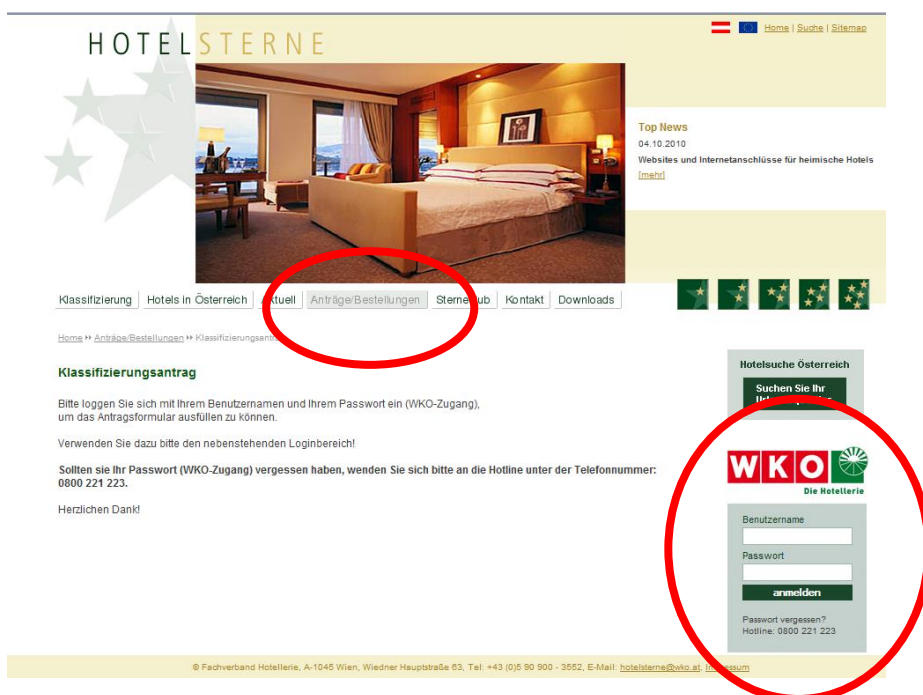 HOTELSTERNE
Home | Suche | Sitemap
Top News
04.10.2010
Websites und Internetanschlüsse für heimische Hotels
[mehr]
Klassifizierung Hotels in Österreich Aktuell Anträge/Bestellungen Kontakt Downloads
Home ›› Anträge/Bestellungen ›› Klassifizierungsantrag
Klassifizierungsantrag
Bitte loggen Sie sich mit Ihrem Benutzernamen und Ihrem Passwort ein (WKO-Zugang),
um das Antragsformular ausfüllen zu können.
Verwenden Sie dazu bitte den nebenstehenden Loginbereich!
Sollten sie Ihr Passwort (WKO-Zugang) vergessen haben, wenden Sie sich bitte an die Hotline unter der Telefonnummer:
0800 221 223.
Herzlichen Dank!
Hotelsuche Österreich
Suchen Sie Ihr
WKO
Die Hotellerie
Benutzername
Passwort
anmelden
Passwort vergessen?
Hotline: 0800 221 223
© Fachverband Hotellerie, A-1045 Wien, Wiedner Hauptstraße 63, Tel: +43 (0)5 90 900 - 3552, E-Mail: hotelsterne@wko.at, Impressum